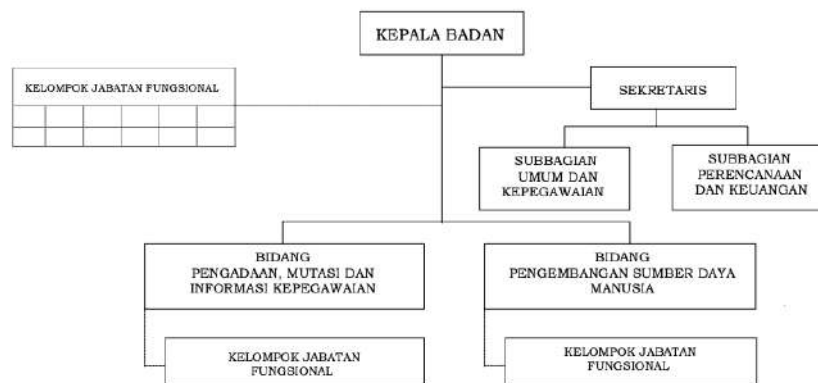 KEPALA BADAN
KELOMPOK JABATAN FUNGSIONAL
SEKRETARIS
SUBBAGIAN
UMUM DAN
KEPEGAWAIAN
SUBBAGIAN
PERENCANAAN
DAN KEUANGAN
BIDANG
PENGADAAN, MUTASI DAN
INFORMASI KEPEGAWAIAN
BIDANG
PENGEMBANGAN SUMBER DAYA
MANUSIA
KELOMPOK JABATAN
FUNGSIONAL
KELOMPOK JABATAN
FUNGSIONAL